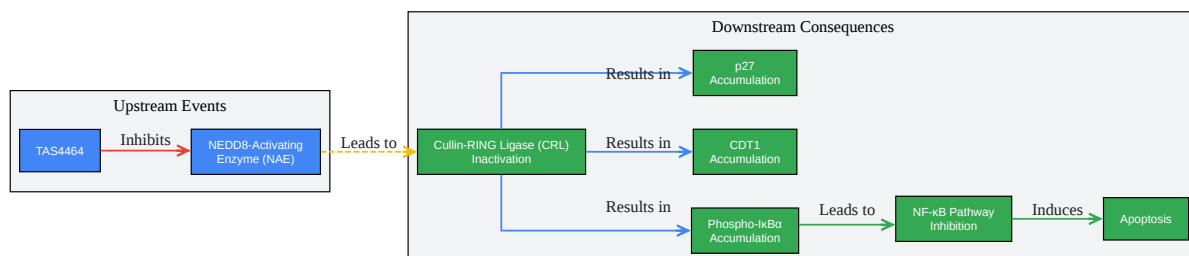 Downstream Consequences
Results in
p27
Accumulation
Upstream Events
TAS4464
Inhibits
NEDD8-Activating
Enzyme (NAE)
Leads to
Cullin-RING Ligase (CRL)
Inactivation
Results in
CDT1
Accumulation
Results in
Phospho-IκBα
Accumulation
Leads to
NF-κB Pathway
Inhibition
Induces
Apoptosis